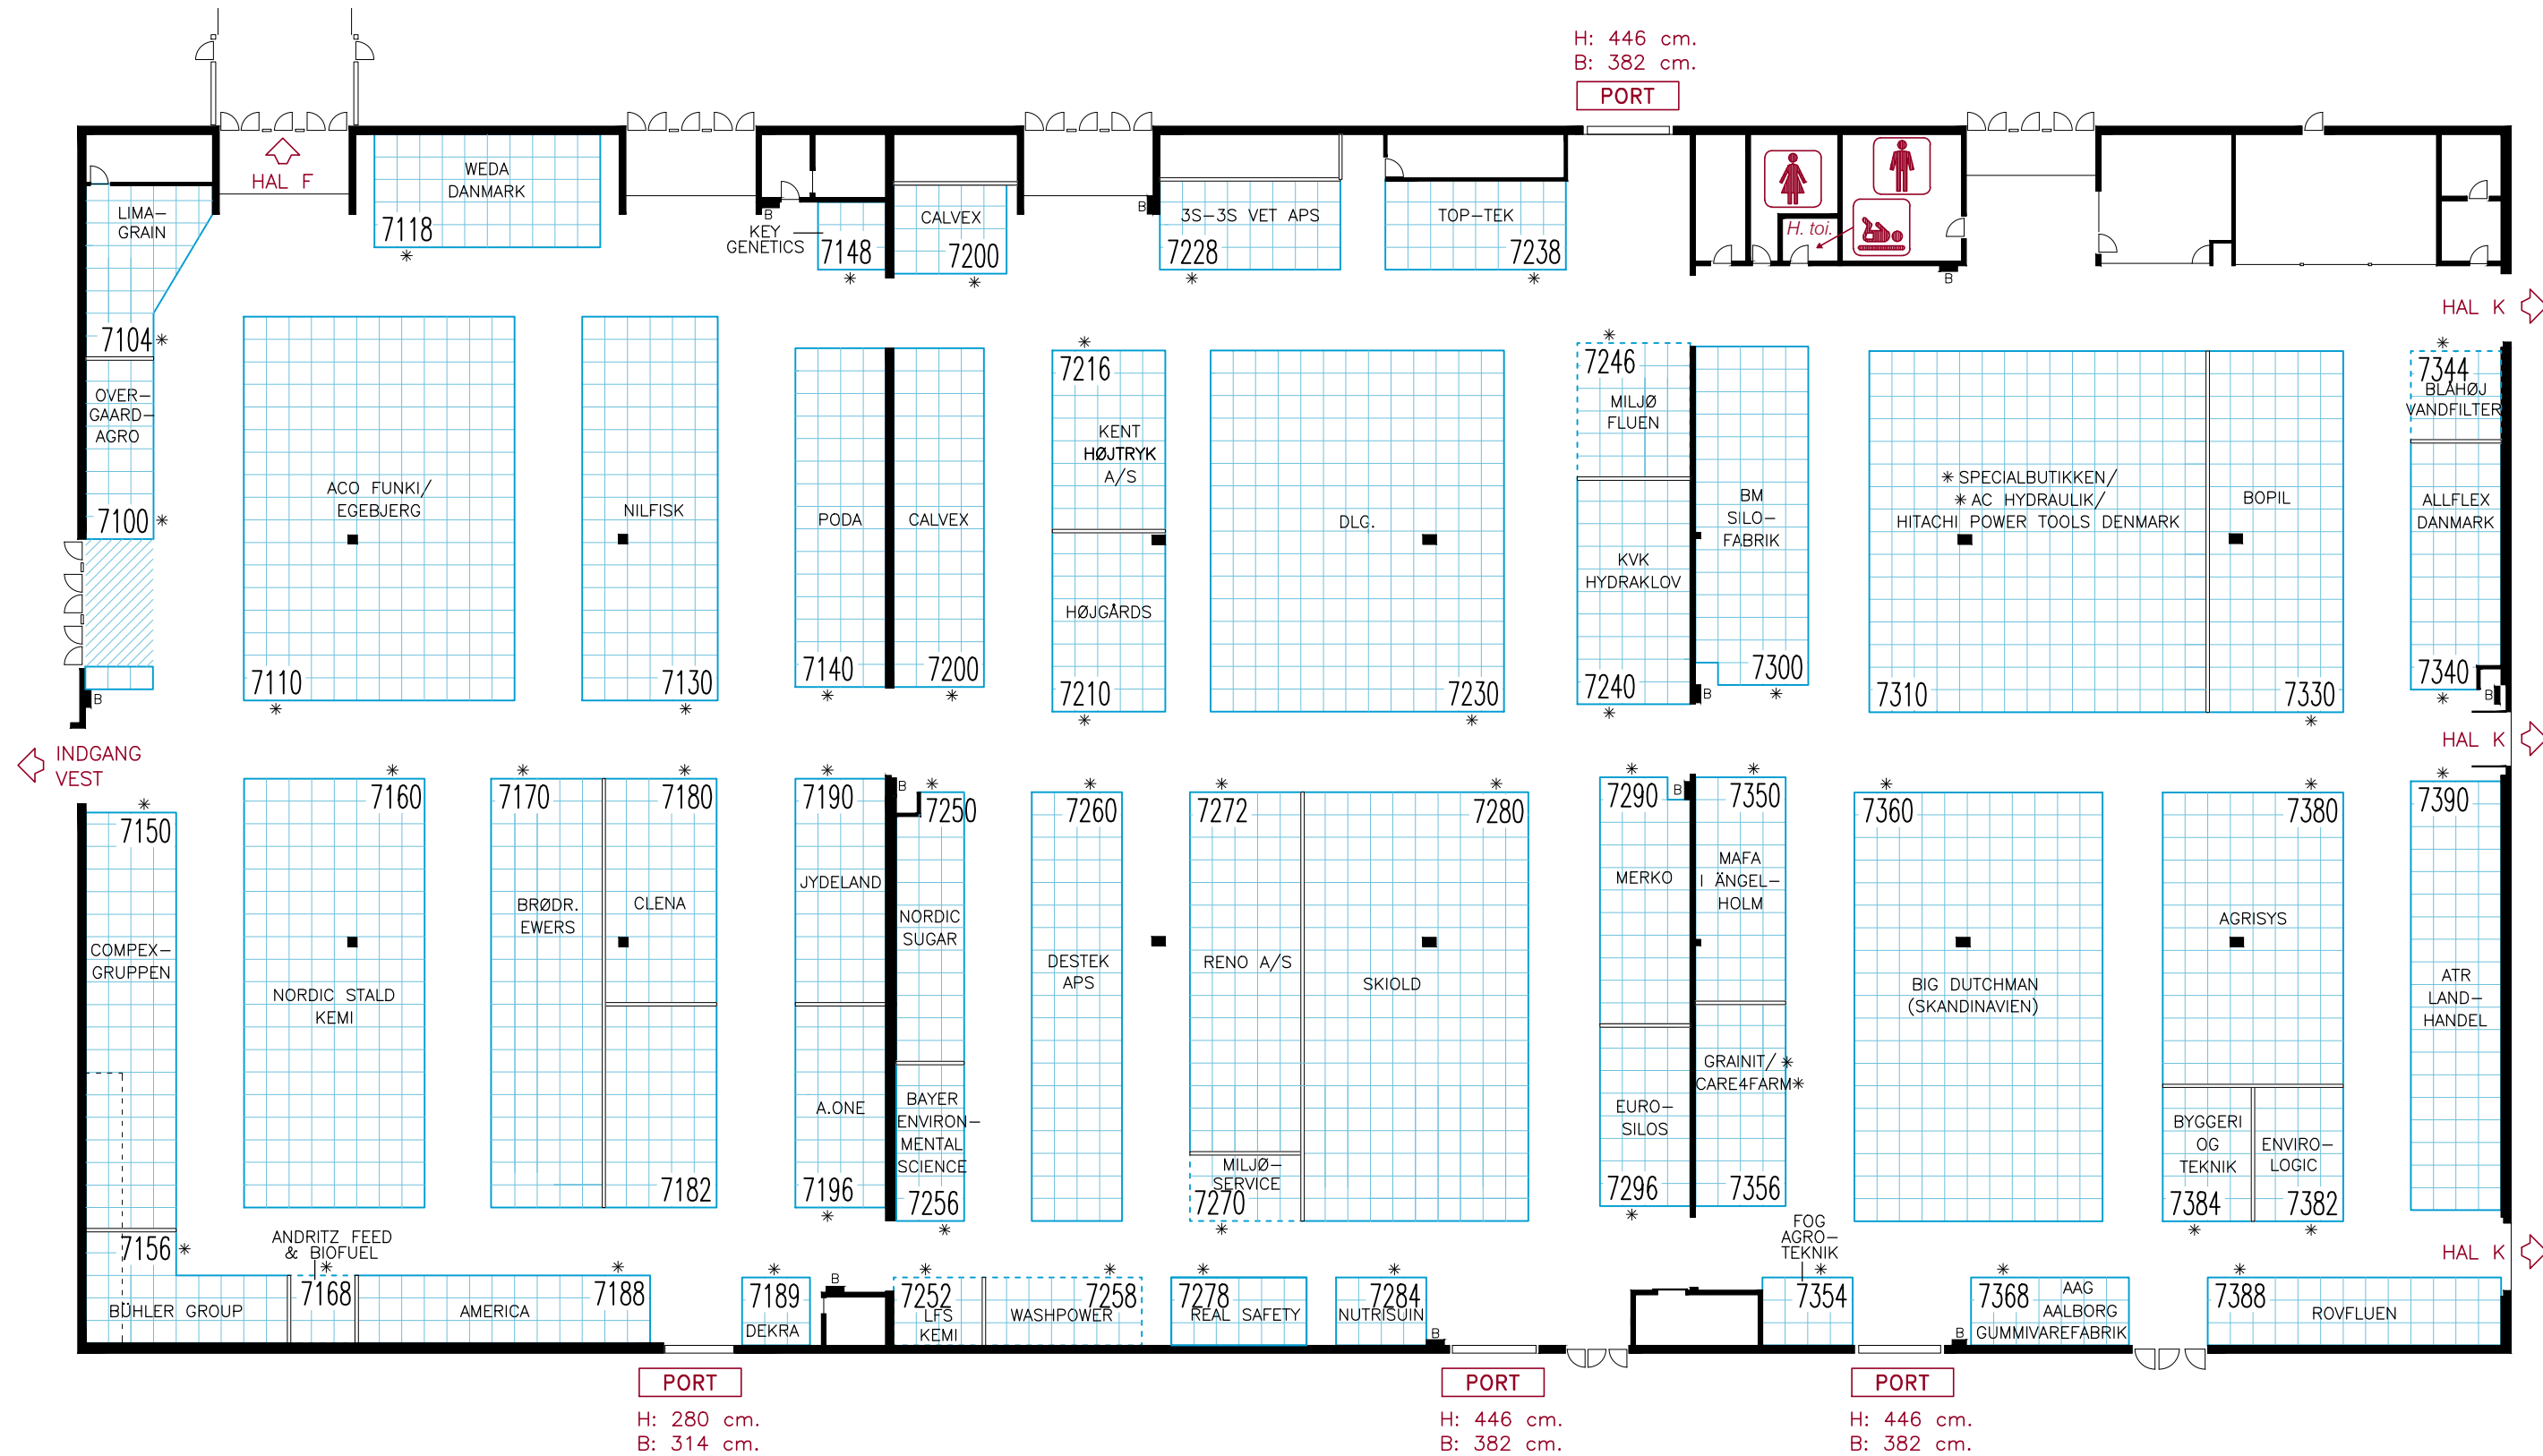 H: 446 cm.
B: 382 cm.
PORT
HAL F
WEDA
DANMARK
7118
*
LIMA-
GRAIN
7104 *
B
KEY
GENETICS
7148
*
CALVEX
7200
*
B
3S-3S VET APS
7228
*
TOP-TEK
7238
*
H. toi.
B
HAL K
OVER-
GAARD-
AGRO
7100 *
B
ACO FUNKI/
EGEBJERG
7110
*
NILFISK
7130
*
PODA
7140
*
CALVEX
7200
*
*
7216
KENT
HØJTRYK
A/S
HØJGÅRDS
7210
*
DLG.
7230
*
*
7246
MILJØ
FLUEN
KVK
HYDRAKLOV
7240
*
BM
SILO-
FABRIK
7300
*
B
* SPECIALBUTIKKEN/
* AC HYDRAULIK/
HITACHI POWER TOOLS DENMARK
7310
BOPIL
7330
*
*
7344
BLÅHØJ
VANDFILTER
ALLFLEX
DANMARK
7340
*
B
INDGANG
VEST
HAL K
*
7150
COMPEX-
GRUPPEN
*
7160
NORDIC STALD
KEMI
*
7170
BRØDR.
EWERS
*
7180
CLENA
7182
*
7190
JYDELAND
A.ONE
7196
*
B
*
7250
NORDIC
SUGAR
BAYER
ENVIRON-
MENTAL
SCIENCE
7256
*
*
7260
DESTEK
APS
*
7272
RENO A/S
MILJØ-
SERVICE
7270
*
*
7280
SKIOLD
*
7290
B
MERKO
EURO-
SILOS
7296
*
*
7350
MAFA
I ÄNGEL-
HOLM
GRAINIT/ *
CARE4FARM*
7356
*
7360
BIG DUTCHMAN
(SKANDINAVIEN)
*
7380
AGRISYS
BYGGERI
OG
TEKNIK
7384
*
ENVIRO-
LOGIC
7382
*
*
7390
ATR
LAND-
HANDEL
HAL K
7156 *
BÜHLER GROUP
ANDRITZ FEED
& BIOFUEL
*
7168
*
7188
AMERICA
*
7189
DEKRA
B
*
7252
LFS
KEMI
*
7258
WASHPOWER
*
7278
REAL SAFETY
*
7284
NUTRISUIN
B
FOG
AGRO-
TEKNIK
*
7354
B
*
7368
AAG
AALBORG
GUMMIVAREFABRIK
*
7388
ROVFLUEN
PORT
H: 280 cm.
B: 314 cm.
PORT
H: 446 cm.
B: 382 cm.
PORT
H: 446 cm.
B: 382 cm.